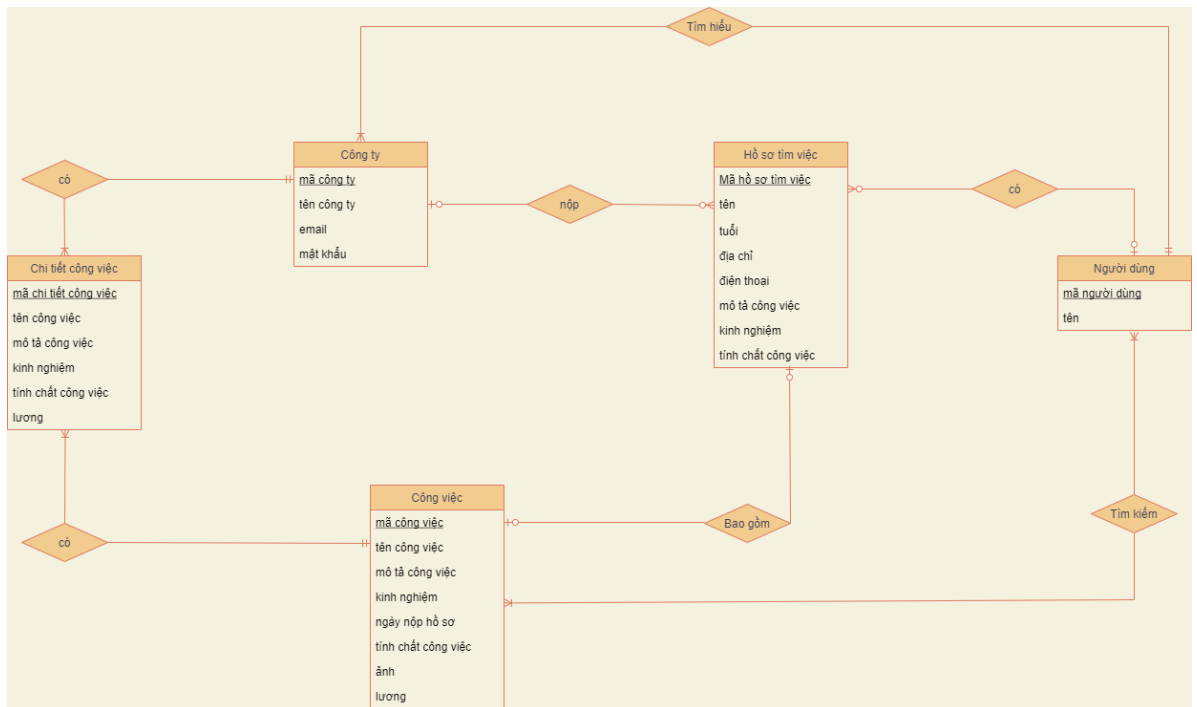 Tìm hiểu
Công ty
mã công ty
tên công ty
email
mật khẩu
Hồ sơ tìm việc
Mã hồ sơ tìm việc
tên
tuổi
địa chỉ
điện thoại
mô tả công việc
kinh nghiệm
tính chất công việc
có
nộp
có
Chi tiết công việc
mã chi tiết công việc
tên công việc
mô tả công việc
kinh nghiệm
tính chất công việc
lương
Người dùng
mã người dùng
tên
Công việc
mã công việc
tên công việc
mô tả công việc
kinh nghiệm
ngày nộp hồ sơ
tính chất công việc
ảnh
lương
có
Bao gồm
Tìm kiếm